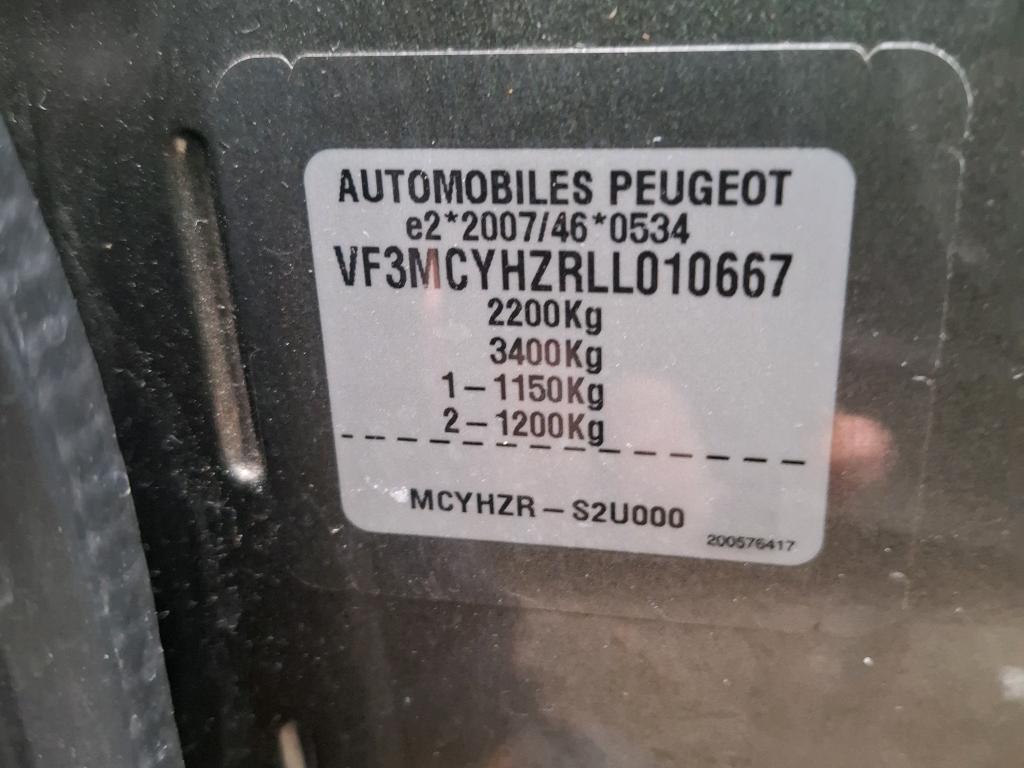 AUTOMOBILES PEUGEOT
e2*2007/46*0534
VF3MCYHZRLL010667
2200Kg
3400Kg
1-1150Kg
2-1200Kg
MCYHZR-S2U000
200576417